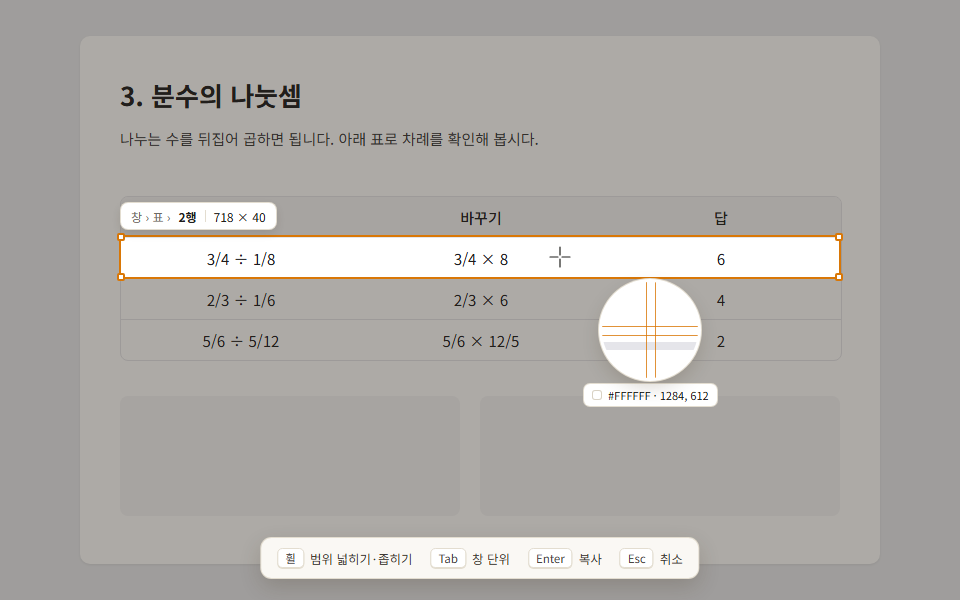 3. 분수의 나눗셈
나누는 수를 뒤집어 곱하면 됩니다. 아래 표로 차례를 확인해 봅시다.
창 › 표 › 2행 718 × 40
바꾸기 답
3/4 ÷ 1/8 3/4 × 8 6
2/3 ÷ 1/6 2/3 × 6 4
5/6 ÷ 5/12 5/6 × 12/5 2
#FFFFFF · 1284, 612
휠 범위 넓히기·좁히기 Tab 창 단위 Enter 복사 Esc 취소